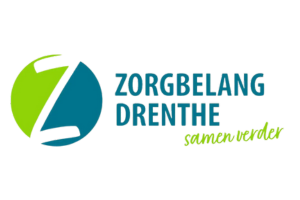 Z
ZORGBELANG
DRENTHE
samen verder